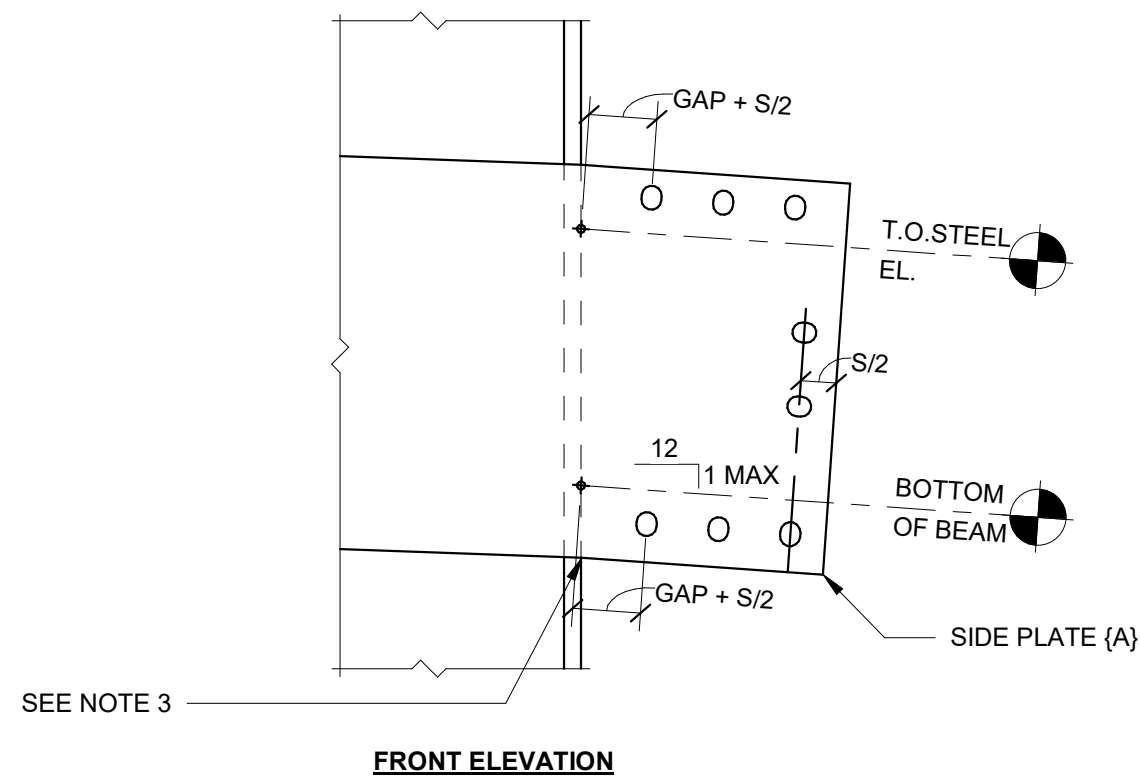 GAP + S/2
T.O.STEEL
EL.
S/2
12
1 MAX
BOTTOM
OF BEAM
GAP + S/2
SIDE PLATE {A}
SEE NOTE 3
FRONT ELEVATION